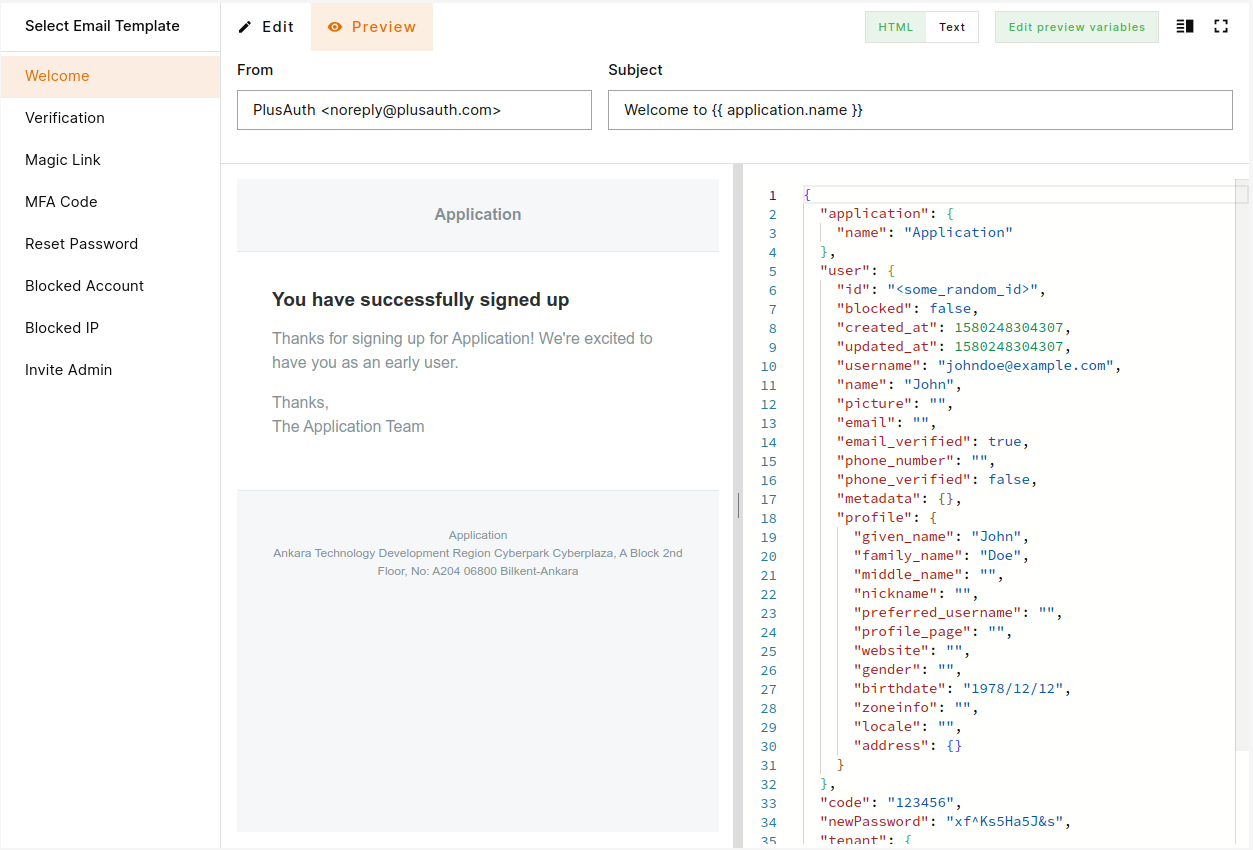 Select Email Template
Edit
Preview
HTML
Text
Edit preview variables
Welcome
Verification
Magic Link
MFA Code
Reset Password
Blocked Account
Blocked IP
Invite Admin
From
Subject
PlusAuth <noreply@plusauth.com>
Welcome to {{ application.name }}
Application
You have successfully signed up
Thanks for signing up for Application! We're excited to
have you as an early user.
Thanks,
The Application Team
Application
Ankara Technology Development Region Cyberpark Cyberplaza, A Block 2nd
Floor, No: A204 06800 Bilkent-Ankara
1 {
2 "application": {
3 "name": "Application"
4 },
5 "user": {
6 "id": "<some_random_id>",
7 "blocked": false,
8 "created_at": 1580248304307,
9 "updated_at": 1580248304307,
10 "username": "johndoe@example.com",
11 "name": "John",
12 "picture": "",
13 "email": "",
14 "email_verified": true,
15 "phone_number": "",
16 "phone_verified": false,
17 "metadata": {},
18 "profile": {
19 "given_name": "John",
20 "family_name": "Doe",
21 "middle_name": "",
22 "nickname": "",
23 "preferred_username": "",
24 "profile_page": "",
25 "website": "",
26 "gender": "",
27 "birthdate": "1978/12/12",
28 "zoneinfo": "",
29 "locale": "",
30 "address": {}
31 }
32 },
33 "code": "123456",
34 "newPassword": "xf^Ks5Ha5J&s",
35 "tenant": {